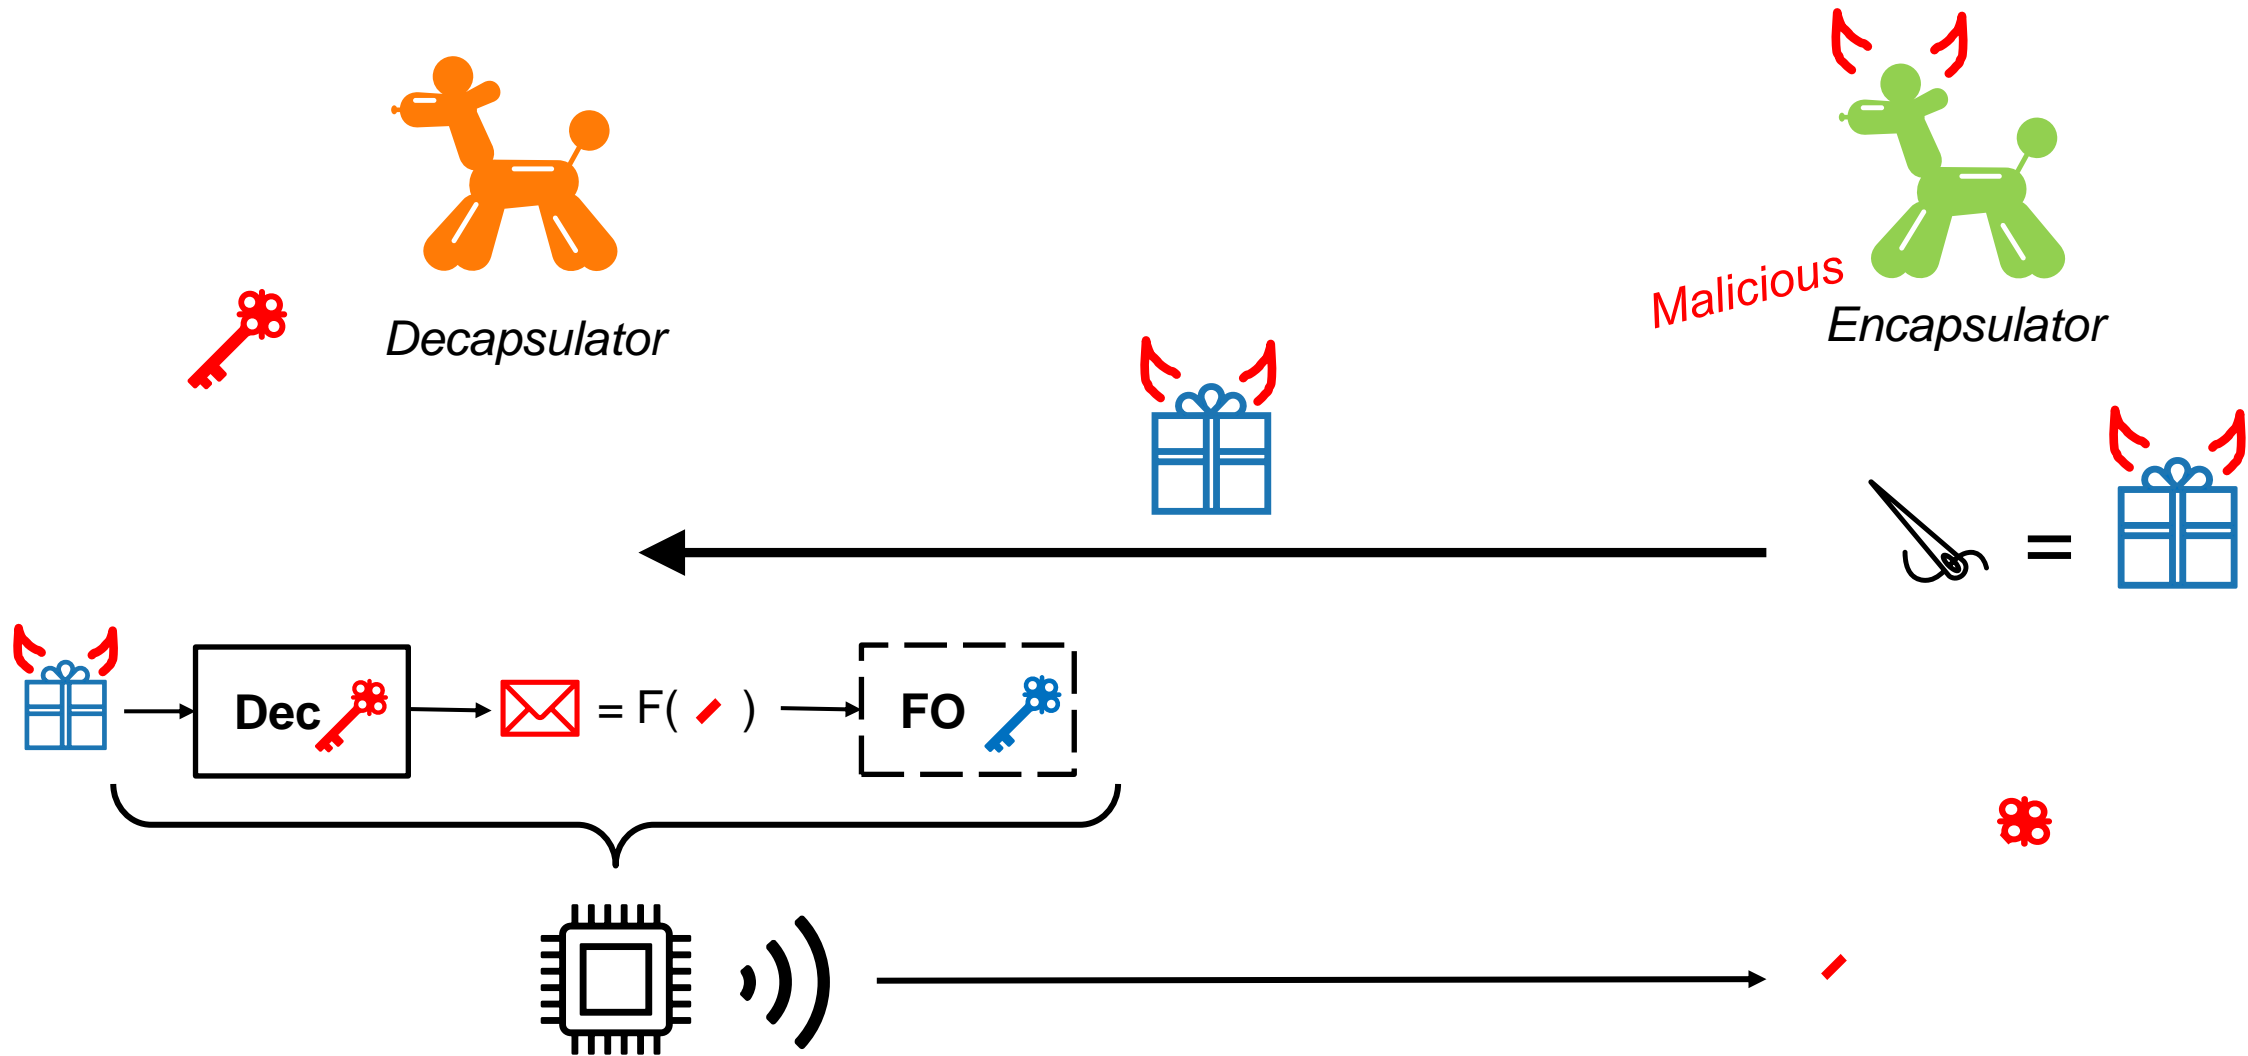 Malicious
Decapsulator
Encapsulator
=
Dec
= F( )
FO